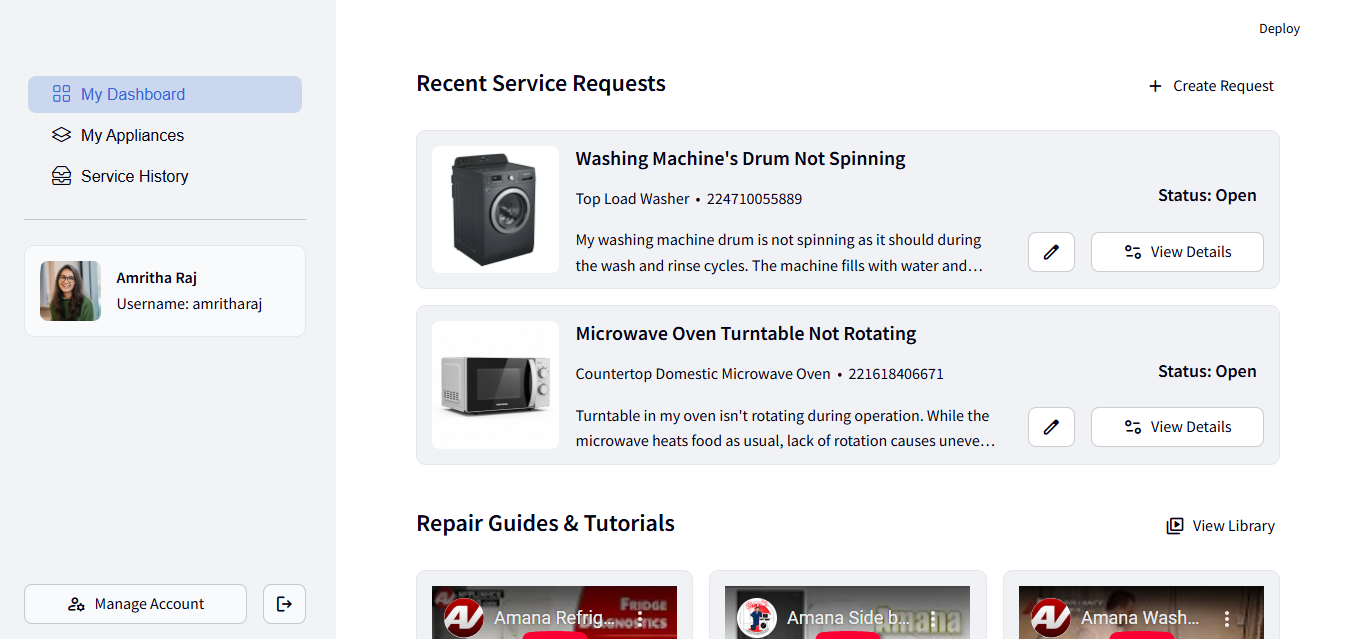 Deploy
My Dashboard
My Appliances
Service History
Amritha Raj
Username: amritharaj
Manage Account
Recent Service Requests
Create Request
Washing Machine's Drum Not Spinning
Top Load Washer • 224710055889
Status: Open
My washing machine drum is not spinning as it should during
the wash and rinse cycles. The machine fills with water and…
View Details
Microwave Oven Turntable Not Rotating
Countertop Domestic Microwave Oven • 221618406671
Status: Open
Turntable in my oven isn't rotating during operation. While the
microwave heats food as usual, lack of rotation causes uneve…
View Details
Repair Guides & Tutorials
View Library
Amana Refrig...
FRIDGE
Amana Side b...
Amana
Amana Wash...